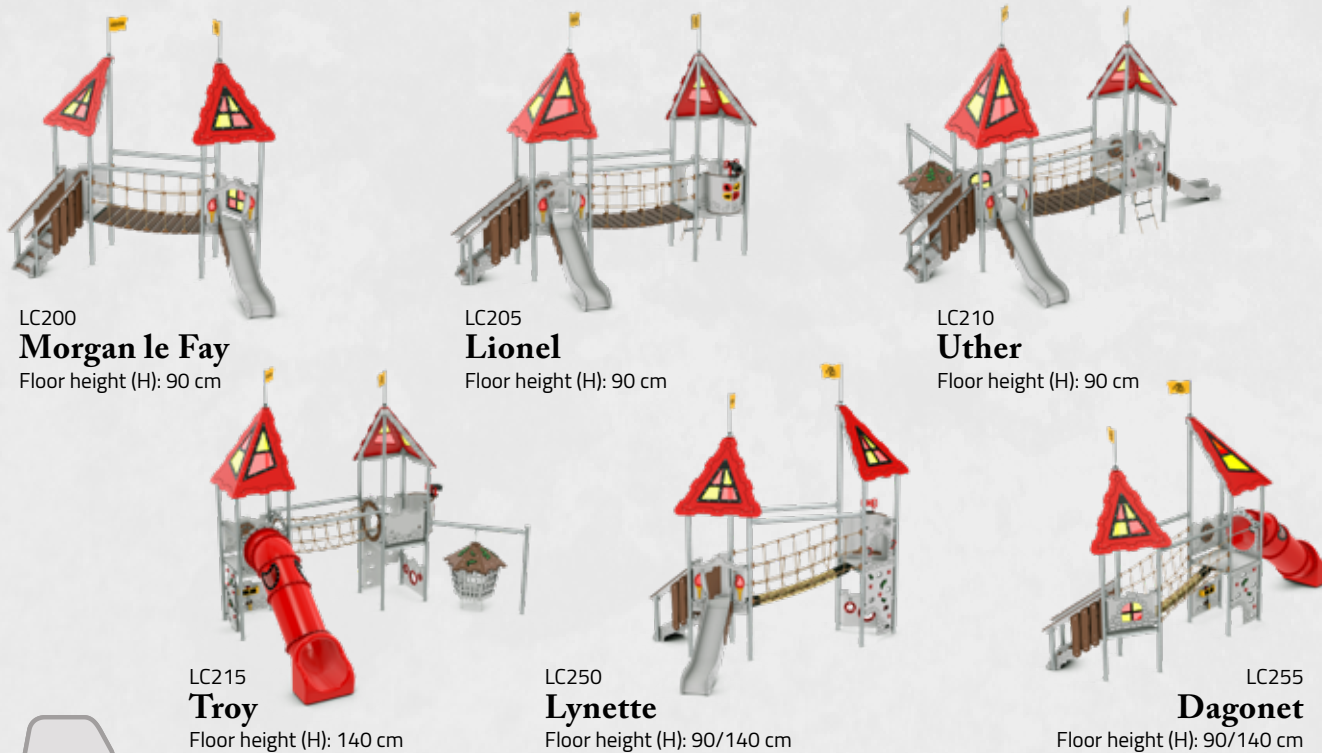 LC200
Morgan le Fay
Floor height (H): 90 cm
LC205
Lionel
Floor height (H): 90 cm
LC210
Uther
Floor height (H): 90 cm
LC215
Troy
Floor height (H): 140 cm
LC250
Lynette
Floor height (H): 90/140 cm
LC255
Dagonet
Floor height (H): 90/140 cm